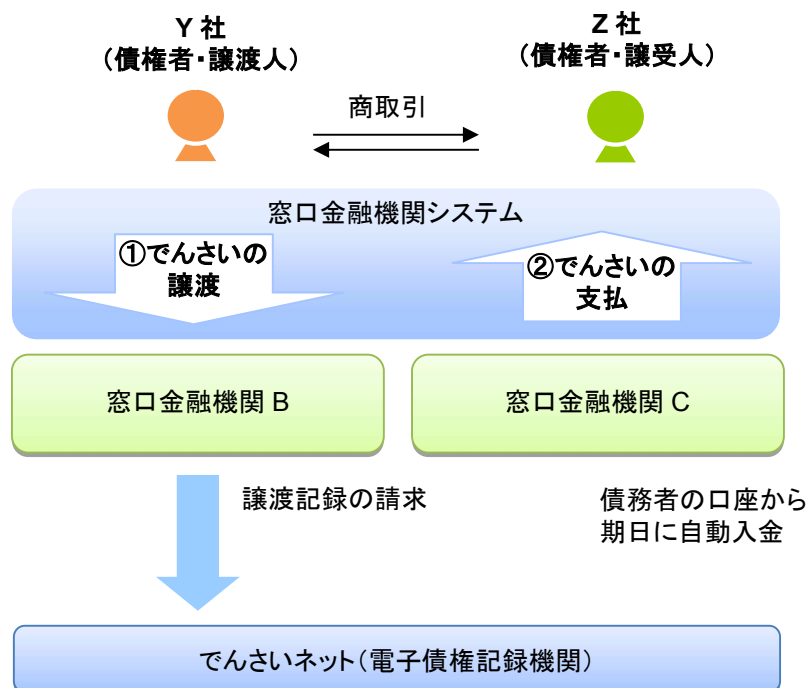 Y 社
(債権者・譲渡人)
Z 社
(債権者・譲受人)
商取引
窓口金融機関システム
①でんさいの
譲渡
②でんさいの
支払
窓口金融機関 B
窓口金融機関 C
譲渡記録の請求
債務者の口座から
期日に自動入金
でんさいネット(電子債権記録機関)